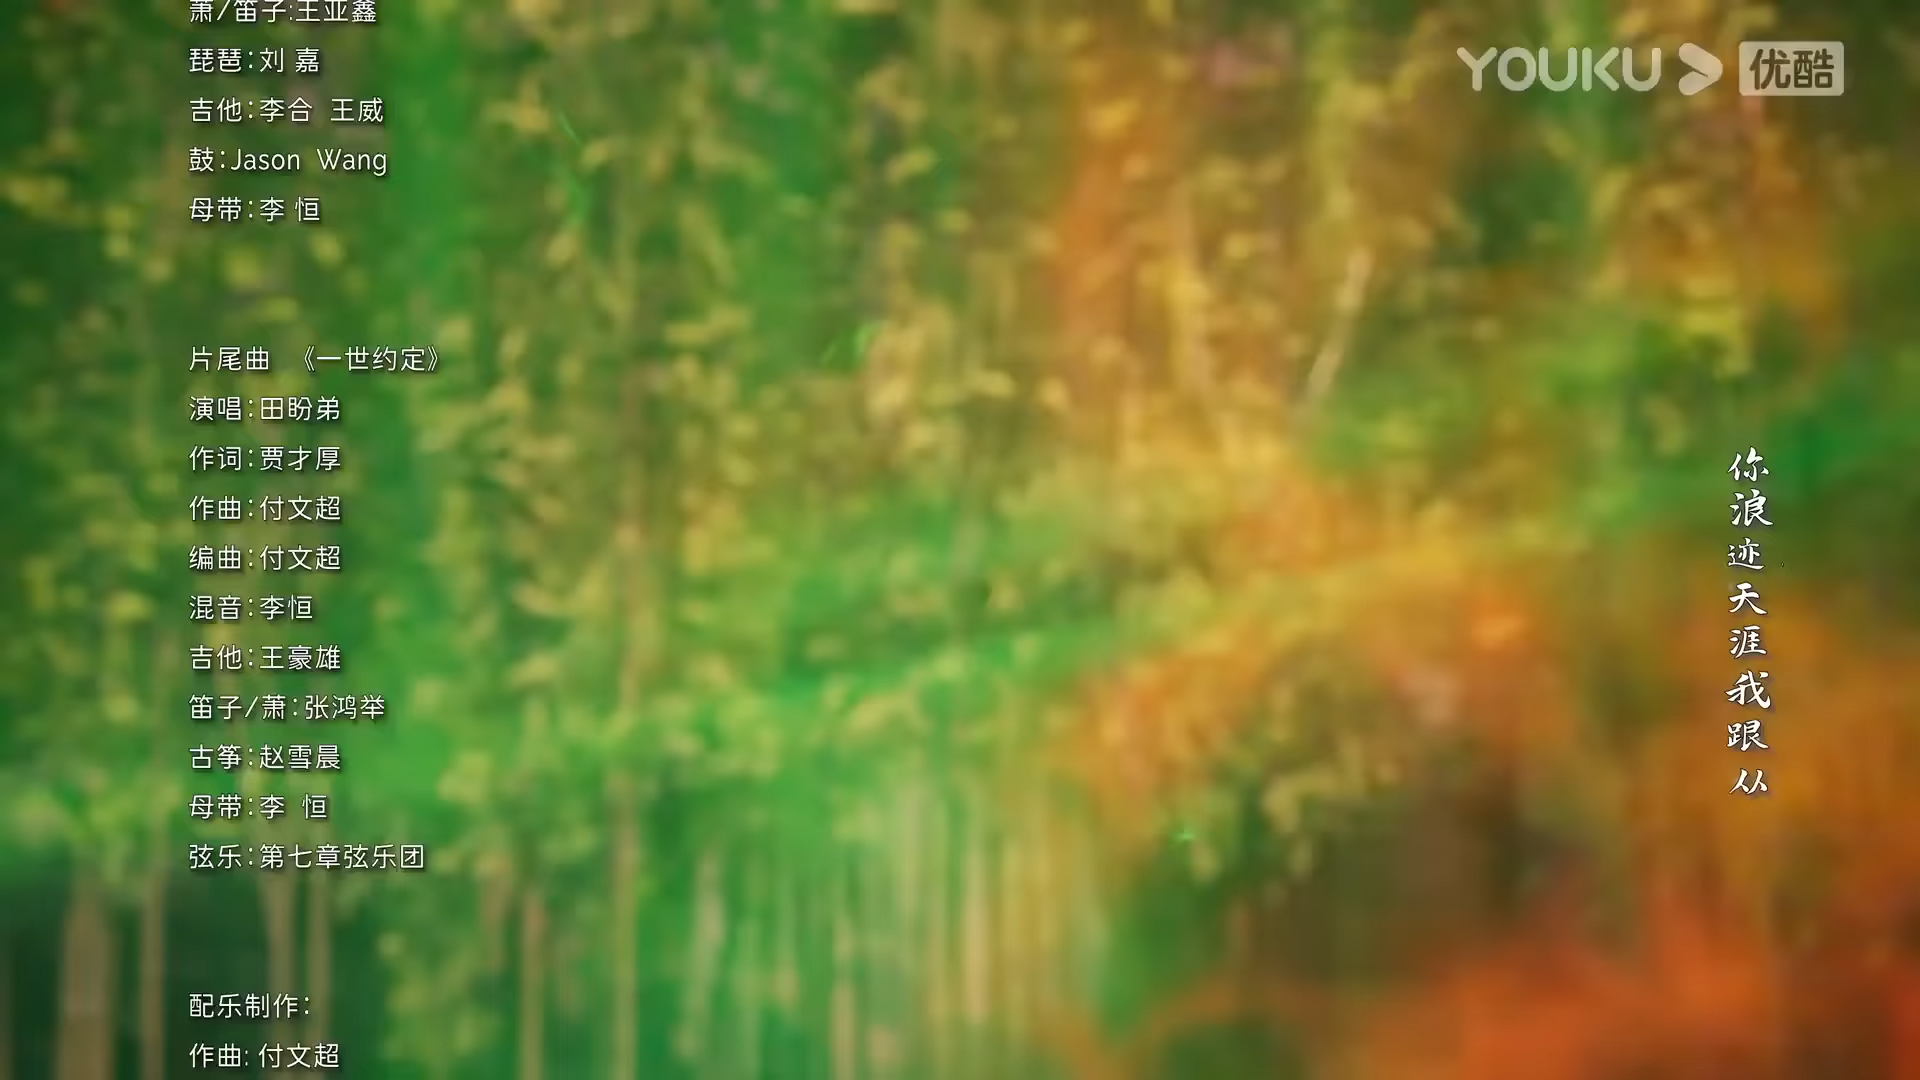 萧/笛子:王亚鑫
琵琶:刘 嘉
吉他:李合 王威
鼓:Jason Wang
母带:李 恒
片尾曲 《一世约定》
演唱:田盼弟
作词:贾才厚
作曲:付文超
编曲:付文超
混音:李恒
吉他:王豪雄
笛子/萧:张鸿举
古筝:赵雪晨
母带:李 恒
弦乐:第七章弦乐团
配乐制作:
作曲: 付文超
YOUKU 优酷
你浪迹天涯我跟从